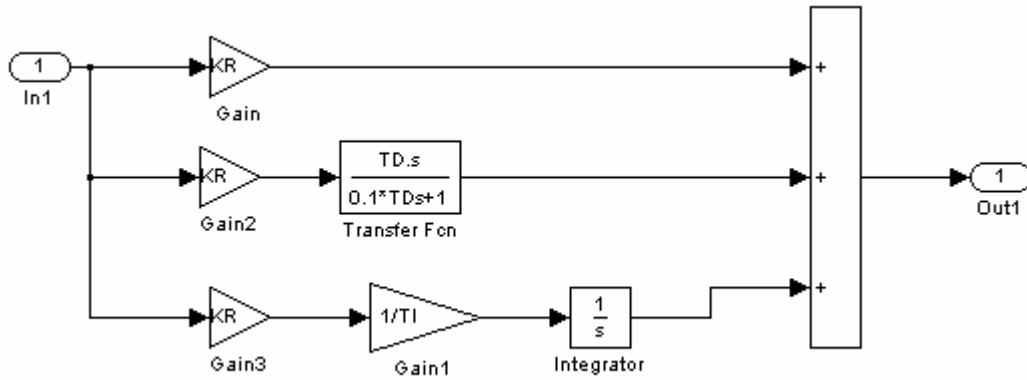 1
In1
KR
Gain
+
KR
Gain2
TD.s
0.1*TDs+1
Transfer Fcn
+
1
Out1
KR
Gain3
1/TI
Gain1
1
s
Integrator
+